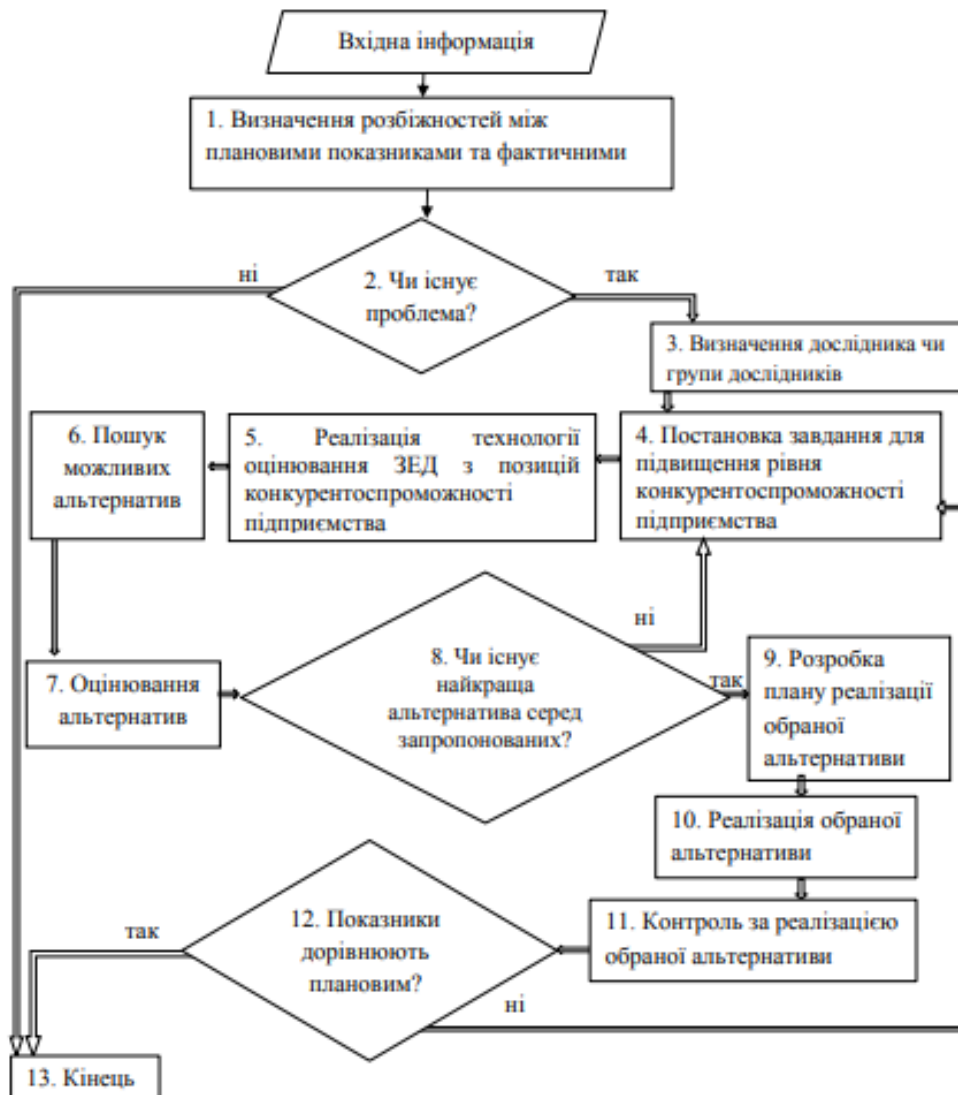 Вхідна інформація
1. Визначення розбіжностей між
плановими показниками та фактичними
ні
2. Чи існує
проблема?
так
3. Визначення дослідника чи
групи дослідників
6. Пошук
можливих
альтернатив
5. Реалізація технології
оцінювання ЗЕД з позицій
конкурентоспроможності
підприємства
4. Постановка завдання для
підвищення рівня
конкурентоспроможності
підприємства
7. Оцінювання
альтернатив
8. Чи існує
найкраща
альтернатива серед
запропонованих?
ні
так
9. Розробка
плану реалізації
обраної
альтернативи
10. Реалізація обраної
альтернативи
11. Контроль за реалізацією
обраної альтернативи
12. Показники
дорівнюють
плановим?
так
ні
13. Кінець